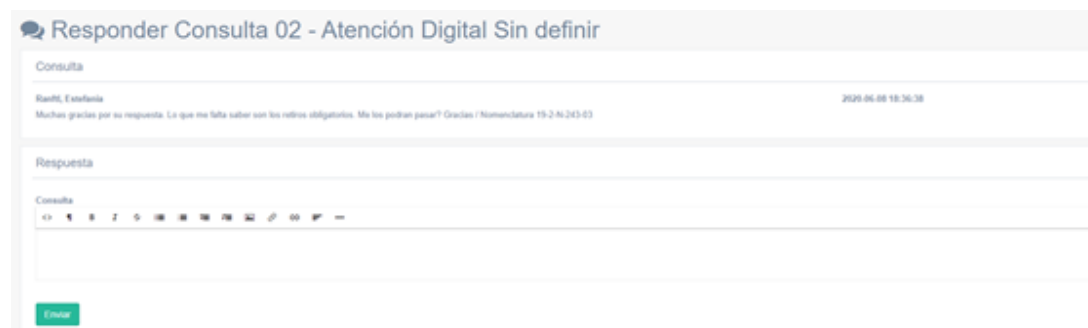 Responder Consulta 02 - Atención Digital Sin definir
Consulta
Ranftl, Estefania 2020-06-08 18:36:38
Muchas gracias por su respuesta. Lo que me falta saber son los retiros obligatorios. Me los podran pasar? Gracias / Nomenclatura 19-2-N-243-03
Respuesta
Consulta
Enviar